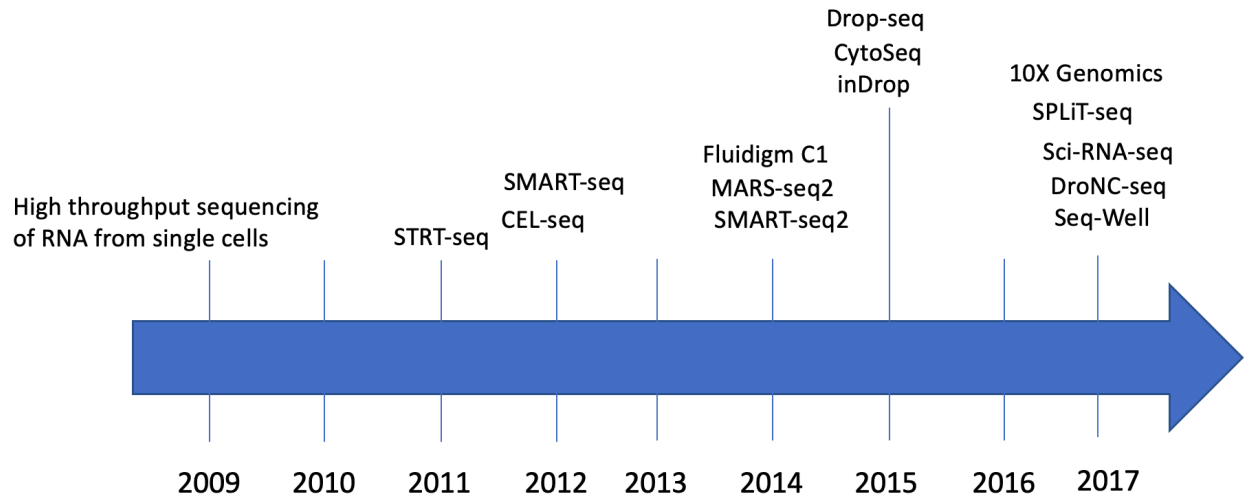 High throughput sequencing
of RNA from single cells
STRT-seq
SMART-seq
CEL-seq
Fluidigm C1
MARS-seq2
SMART-seq2
Drop-seq
CytoSeq
inDrop
10X Genomics
SPLiT-seq
Sci-RNA-seq
DroNC-seq
Seq-Well
2009
2010
2011
2012
2013
2014
2015
2016
2017